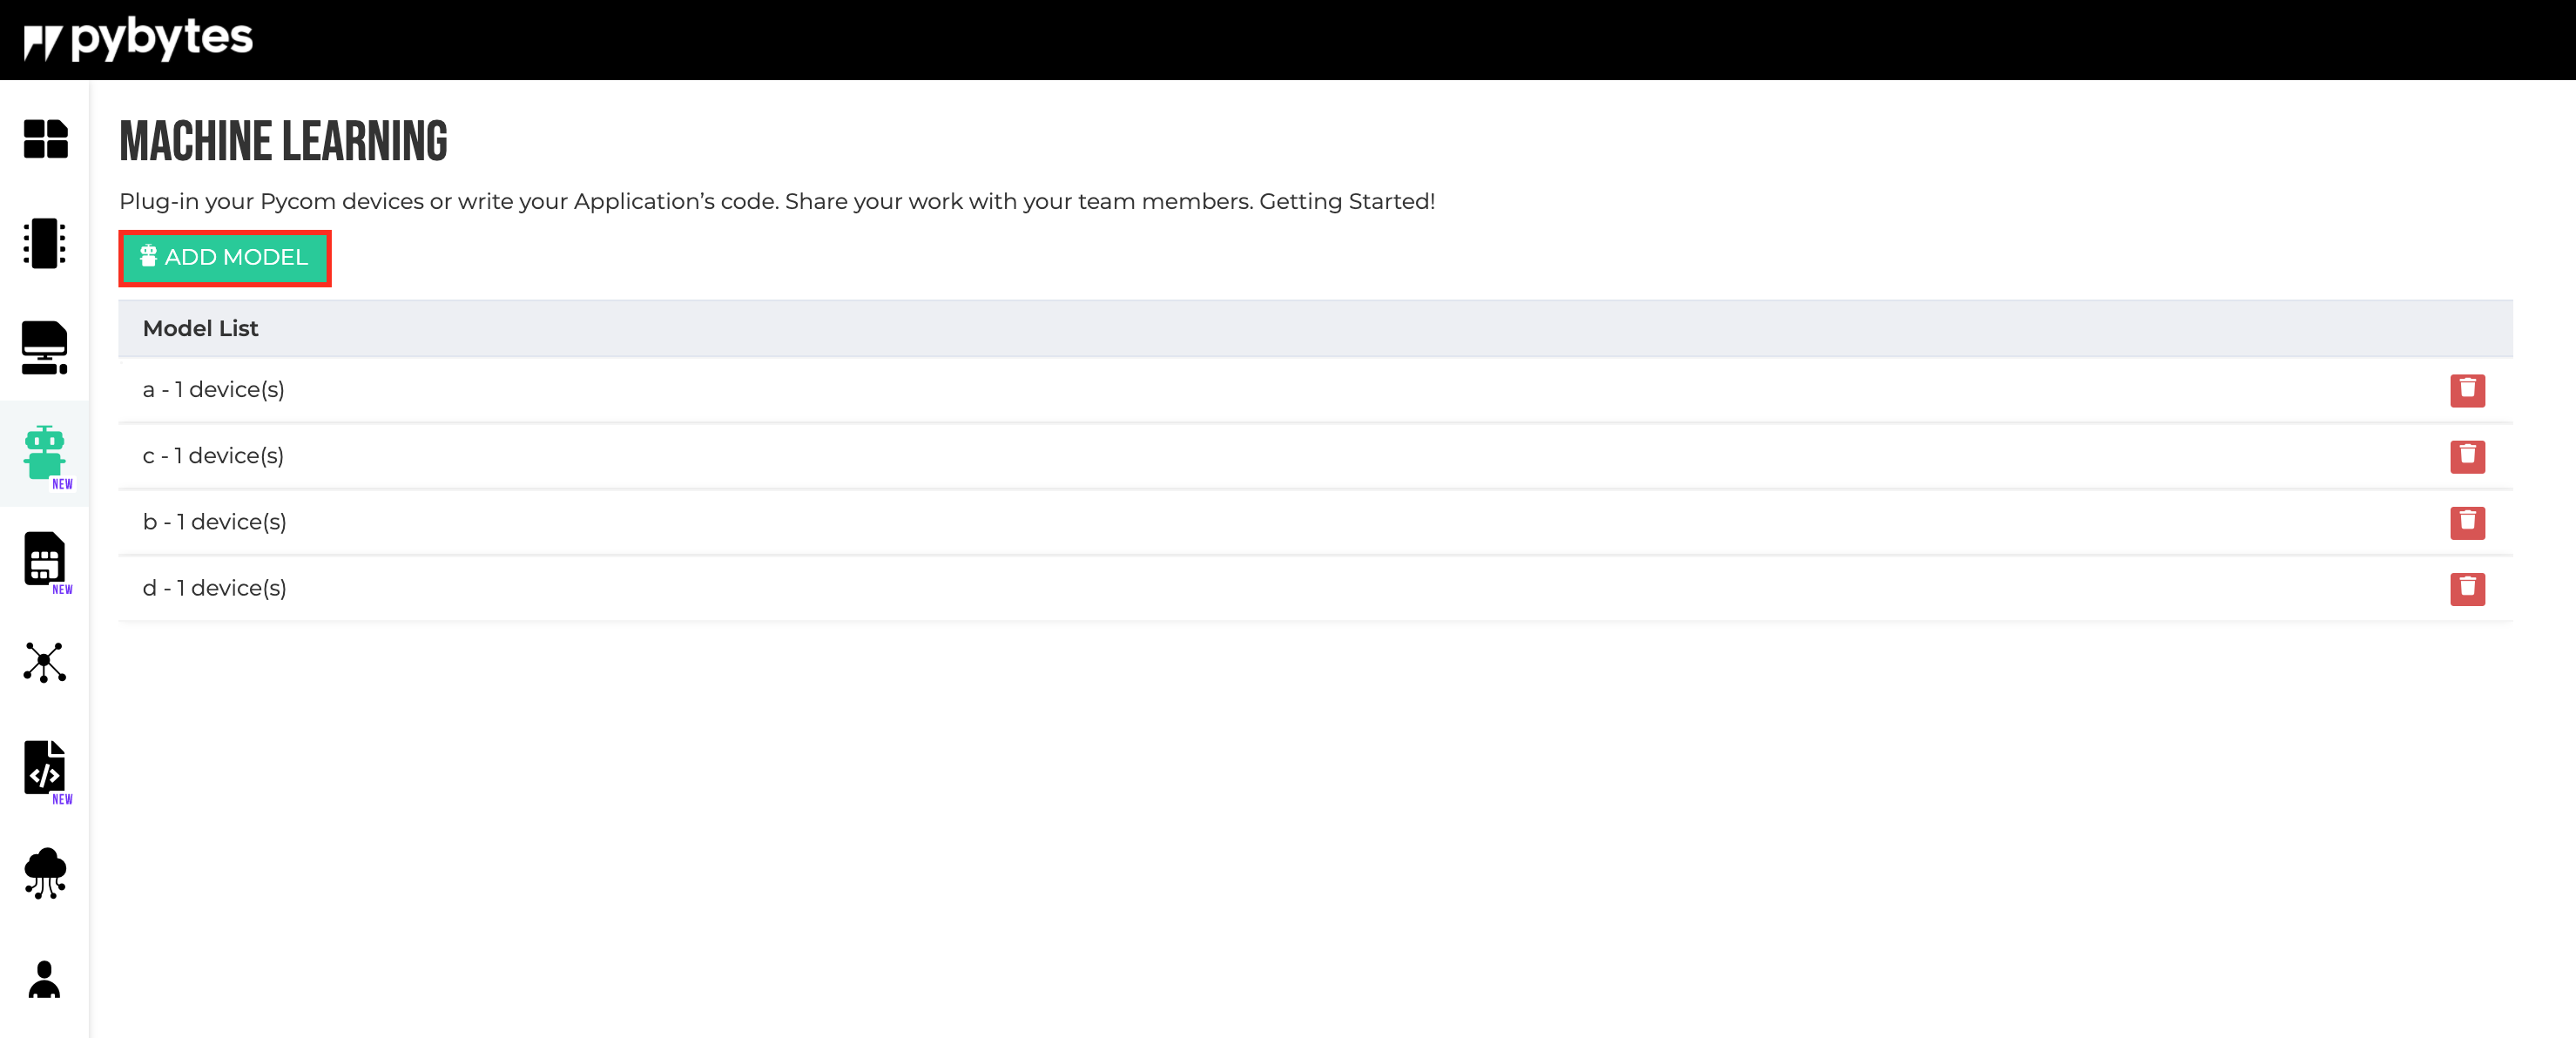 pybytes
MACHINE LEARNING
Plug-in your Pycom devices or write your Application’s code. Share your work with your team members. Getting Started!
ADD MODEL
Model List
a - 1 device(s)
c - 1 device(s)
NEW
b - 1 device(s)
d - 1 device(s)
NEW
NEW